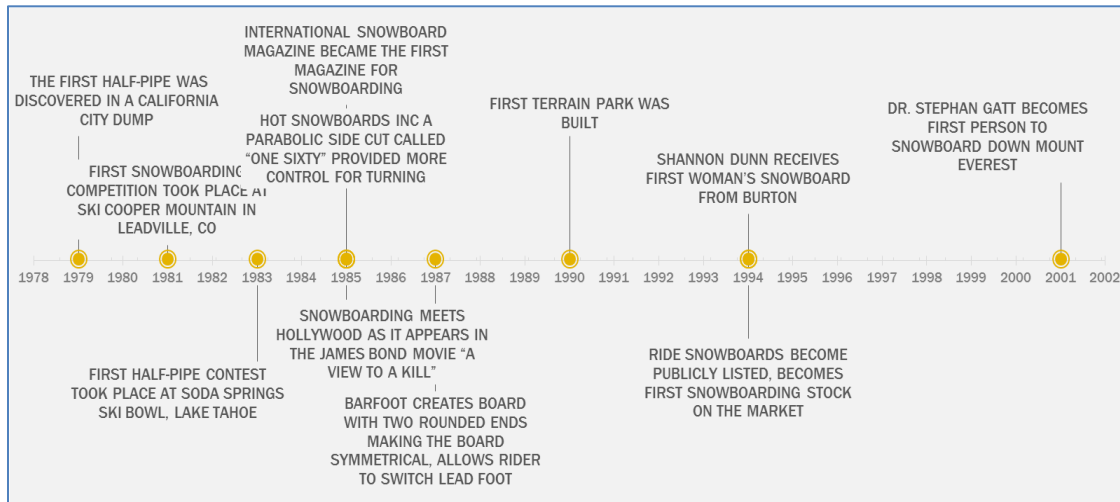 INTERNATIONAL SNOWBOARD
MAGAZINE BECAME THE FIRST
MAGAZINE FOR
SNOWBOARDING
THE FIRST HALF-PIPE WAS
DISCOVERED IN A CALIFORNIA
CITY DUMP
HOT SNOWBOARDS INC A
PARABOLIC SIDE CUT CALLED
“ONE SIXTY” PROVIDED MORE
CONTROL FOR TURNING
FIRST SNOWBOARDING
COMPETITION TOOK PLACE AT
SKI COOPER MOUNTAIN IN
LEADVILLE, CO
FIRST TERRAIN PARK WAS
BUILT
SHANNON DUNN RECEIVES
FIRST WOMAN'S SNOWBOARD
FROM BURTON
DR. STEPHAN GATT BECOMES
FIRST PERSON TO
SNOWBOARD DOWN MOUNT
EVEREST
1978 1979 1980 1981 1982 1983 1984 1985 1986 1987 1988 1989 1990 1991 1992 1993 1994 1995 1996 1997 1998 1999 2000 2001 2002
FIRST HALF-PIPE CONTEST
TOOK PLACE AT SODA SPRINGS
SKI BOWL, LAKE TAHOE
SNOWBOARDING MEETS
HOLLYWOOD AS IT APPEARS IN
THE JAMES BOND MOVIE “A
VIEW TO A KILL”
BARFOOT CREATES BOARD
WITH TWO ROUNDED ENDS
MAKING THE BOARD
SYMMETRICAL, ALLOWS RIDER
TO SWITCH LEAD FOOT
RIDE SNOWBOARDS BECOME
PUBLICLY LISTED, BECOMES
FIRST SNOWBOARDING STOCK
ON THE MARKET